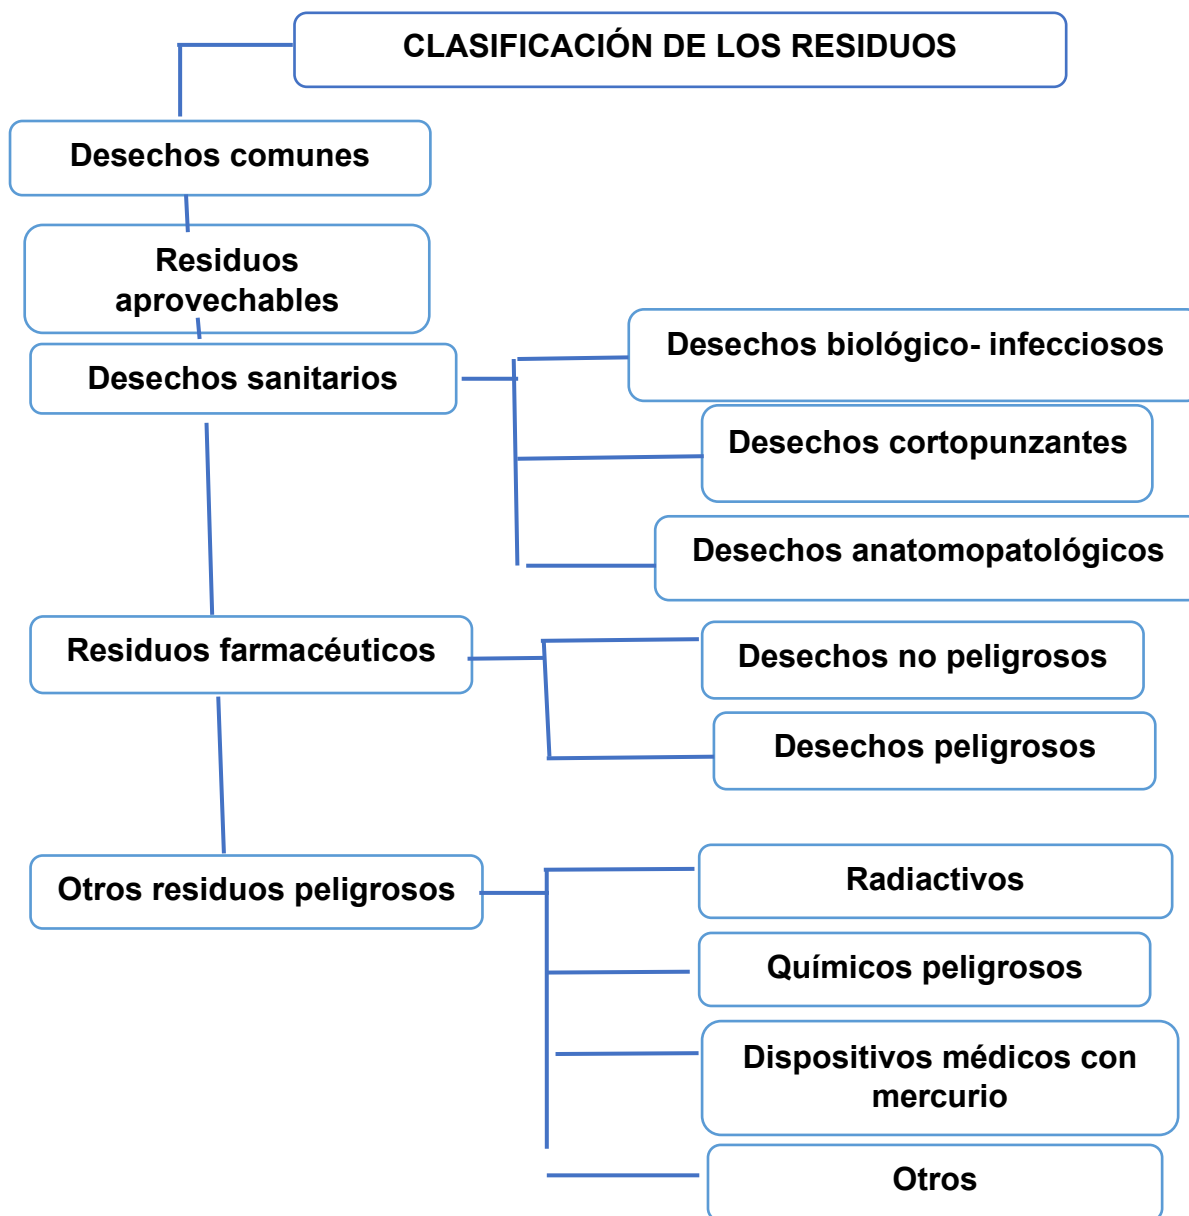 CLASIFICACIÓN DE LOS RESIDUOS
Desechos comunes
Residuos
aprovechables
Desechos sanitarios
Desechos biológico- infecciosos
Desechos cortopunzantes
Desechos anatomopatológicos
Residuos farmacéuticos
Desechos no peligrosos
Desechos peligrosos
Otros residuos peligrosos
Radiactivos
Químicos peligrosos
Dispositivos médicos con
mercurio
Otros